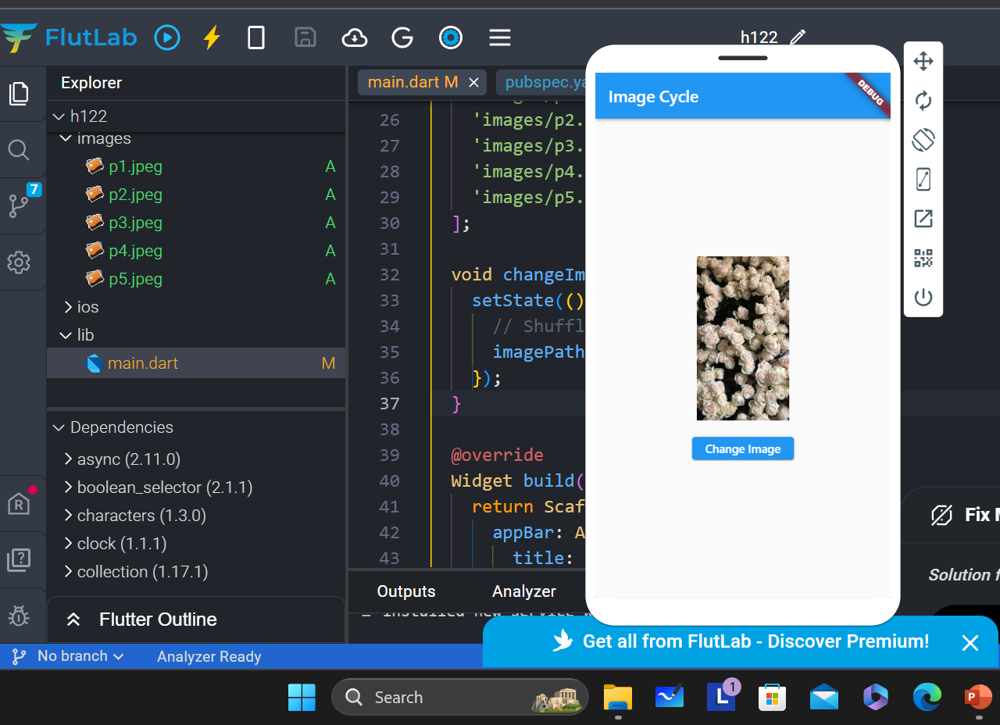 FlutLab
h122
Explorer
h122
images
p1.jpeg A
p2.jpeg A
p3.jpeg A
p4.jpeg A
p5.jpeg A
ios
lib
main.dart M
Dependencies
async (2.11.0)
boolean_selector (2.1.1)
characters (1.3.0)
clock (1.1.1)
collection (1.17.1)
Flutter Outline
No branch
Analyzer Ready
7
R
main.dart M ×
pubspec.ya
26 'images/p2.
27 'images/p3.
28 'images/p4.
29 'images/p5.
30 ];
31
32 void changeIm
33 setState(()
34 // Shuffl
35 imagePath
36 });
37 }
38
39 @override
40 Widget build(
41 return Scaf
42 appBar: A
43 title:
Outputs
Analyzer
Image Cycle
DEBUG
Change Image
Fix
Solution
Get all from FlutLab - Discover Premium!
Search
L
1
P